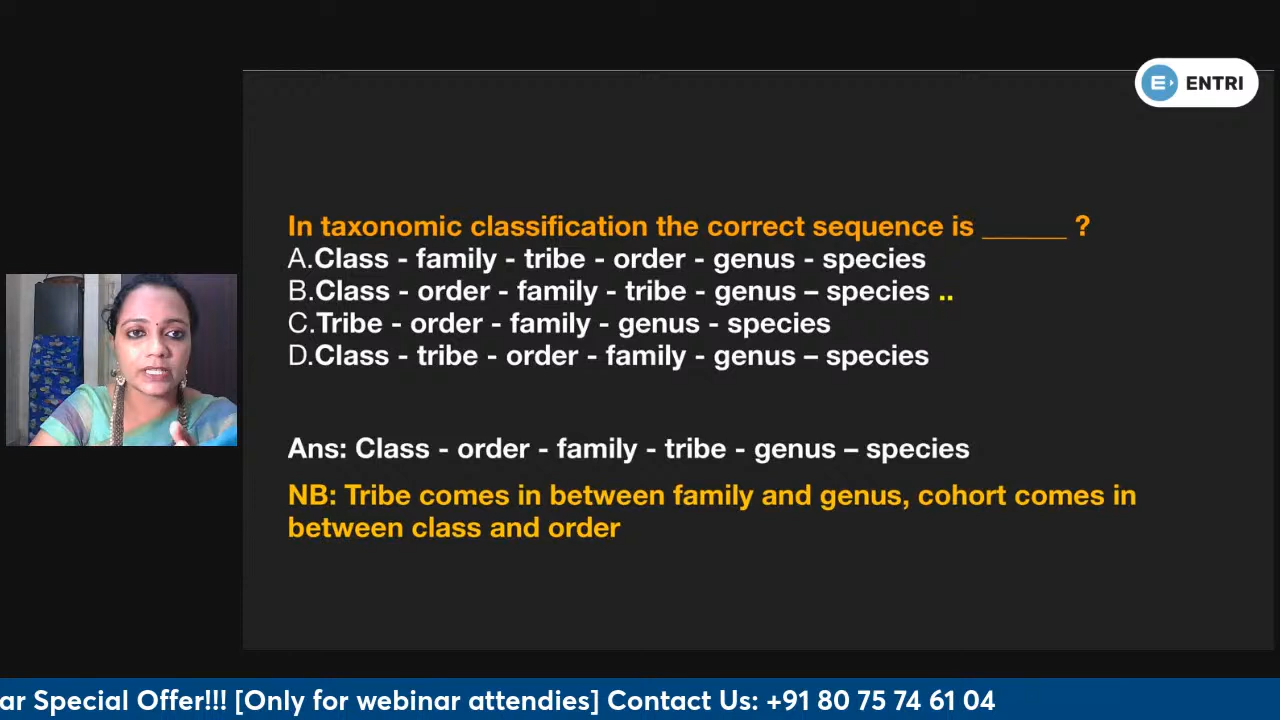 ENTRI
In taxonomic classification the correct sequence is ______ ?
A.Class - family - tribe - order - genus - species
B.Class - order - family - tribe - genus – species ..
C.Tribe - order - family - genus - species
D.Class - tribe - order - family - genus – species
Ans: Class - order - family - tribe - genus – species
NB: Tribe comes in between family and genus, cohort comes in
between class and order
ar Special Offer!!! [Only for webinar attendies] Contact Us: +91 80 75 74 61 04